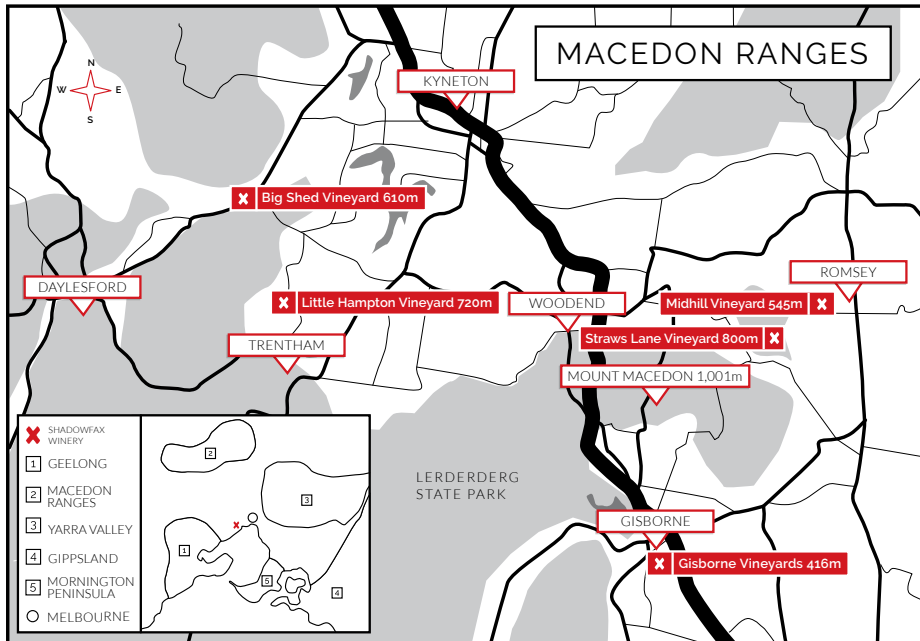 MACEDON RANGES
KYNETON
N
W
E
S
Big Shed Vineyard 610m
DAYLESFORD
ROMSEY
Little Hampton Vineyard 720m
WOODEND
Midhill Vineyard 545m
TRENTHAM
Straws Lane Vineyard 800m
MOUNT MACEDON 1,001m
LERDERDERG
STATE PARK
GISBORNE
Gisborne Vineyards 416m
SHADOWFAX
WINERY
1 GEELONG
2 MACEDON
RANGES
3 YARRA VALLEY
4 GIPPSLAND
5 MORNINGTON
PENINSULA
MELBOURNE
2
3
1
5
4